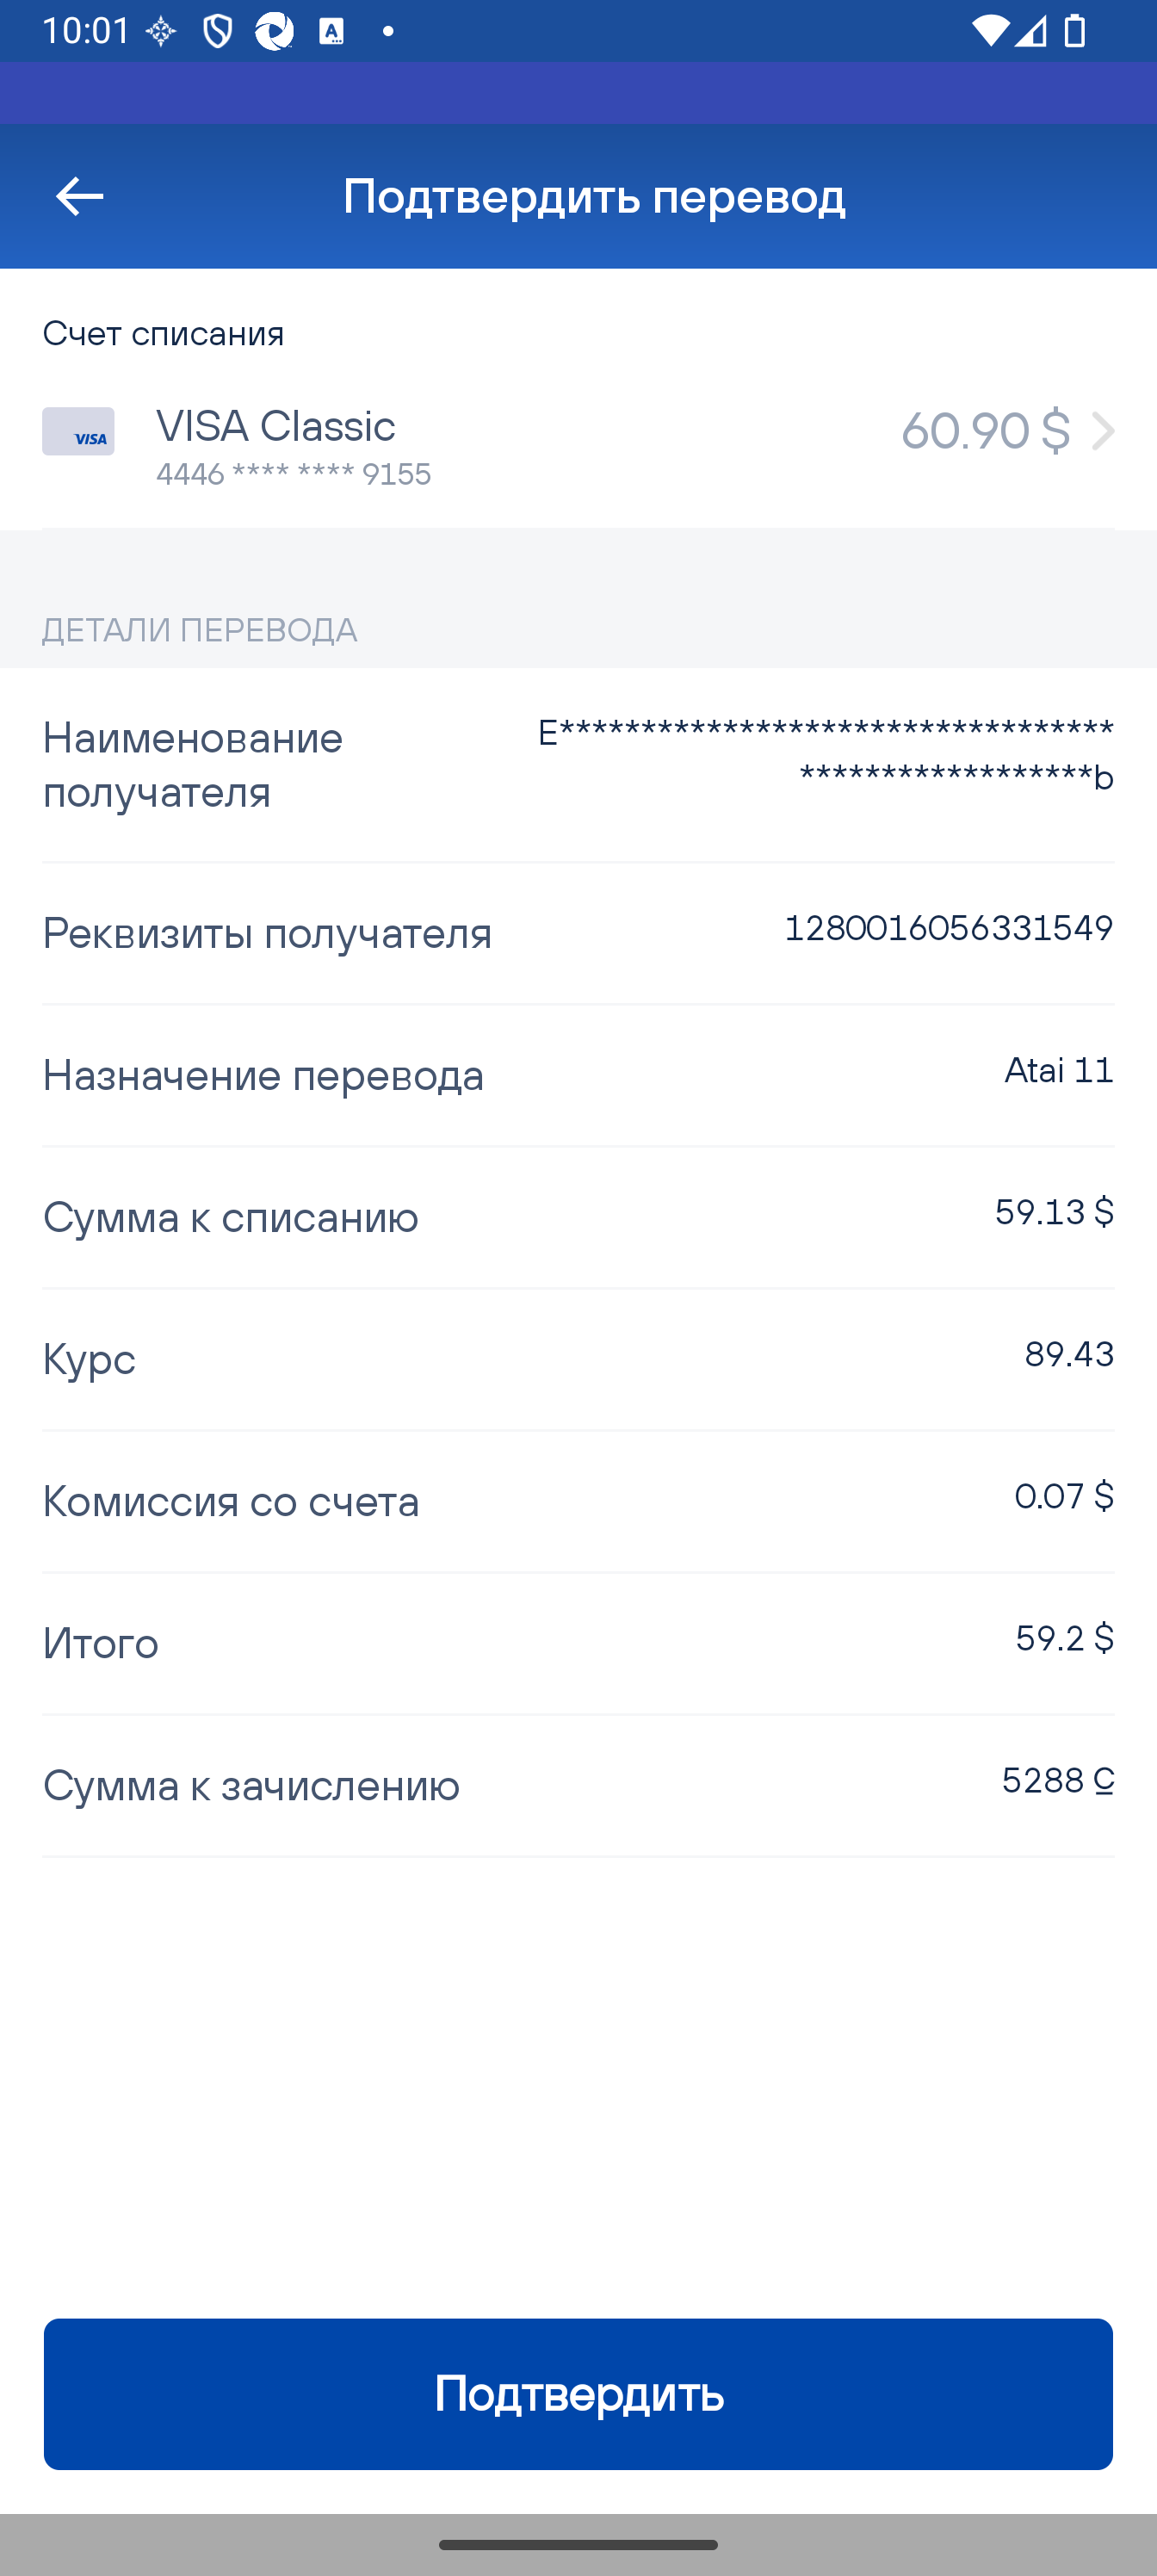 10:01
Подтвердить перевод
Счет списания
VISA
VISA Classic
60.90 $
4446 **** **** 9155
ДЕТАЛИ ПЕРЕВОДА
Наименование получателя
E**********************************
******************b
Реквизиты получателя
1280016056331549
Назначение перевода
Atai 11
Сумма к списанию
59.13 $
Курс
89.43
Комиссия со счета
0.07 $
Итого
59.2 $
Сумма к зачислению
5288 С̲
Подтвердить